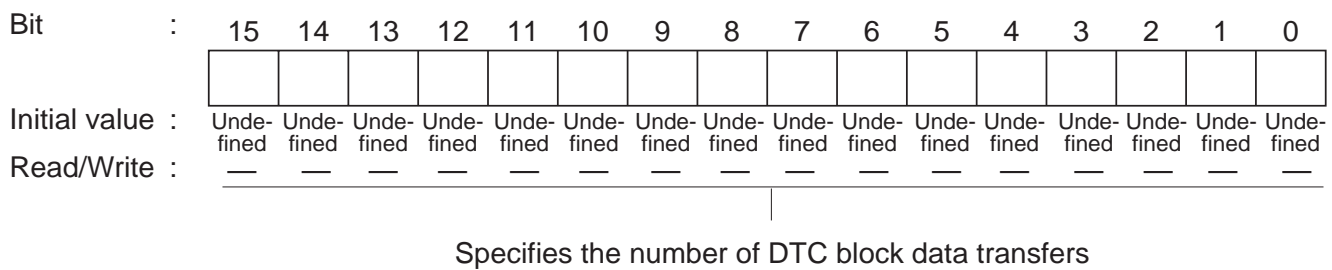 Bit : 15 14 13 12 11 10 9 8 7 6 5 4 3 2 1 0
Initial value : Unde- Unde- Unde- Unde- Unde- Unde- Unde- Unde- Unde- Unde- Unde- Unde- Unde- Unde- Unde- Unde-
fined fined fined fined fined fined fined fined fined fined fined fined fined fined fined fined
Read/Write : — — — — — — — — — — — — — — — —
Specifies the number of DTC block data transfers